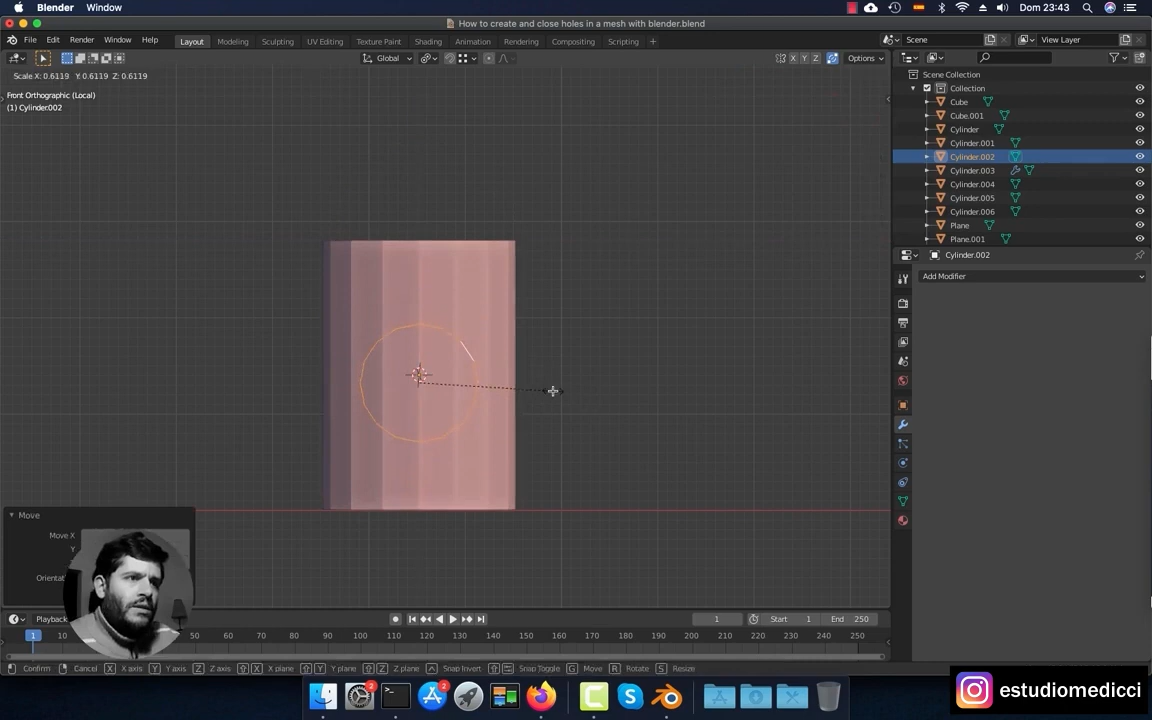 Blender Window Dom 23:43
How to create and close holes in a mesh with blender.blend
File Edit Render Window Help Layout Modeling Sculpting UV Editing Texture Paint Shading Animation Rendering Compositing Scripting + Scene View Layer
Global X Y Z Options
Scale X: 0.6119 Y: 0.6119 Z: 0.6119
Front Orthographic (Local)
(1) Cylinder.002
Scene Collection
Collection
Cube
Cube.001
Cylinder
Cylinder.001
Cylinder.002
Cylinder.003
Cylinder.004
Cylinder.005
Cylinder.006
Plane
Plane.001
Cylinder.002
Add Modifier
Move
Move X
Y
Orientat
Playback 1 Start 1 End 250
1 10 50 60 70 80 90 100 110 120 130 140 150 160 170 180 190 200 210 220 230 240 250
Confirm Cancel X X axis Y Y axis Z Z axis X X plane Y Y plane Z Z plane Snap Invert Snap Toggle G Move R Rotate S Resize
2 2
estudiomedicci